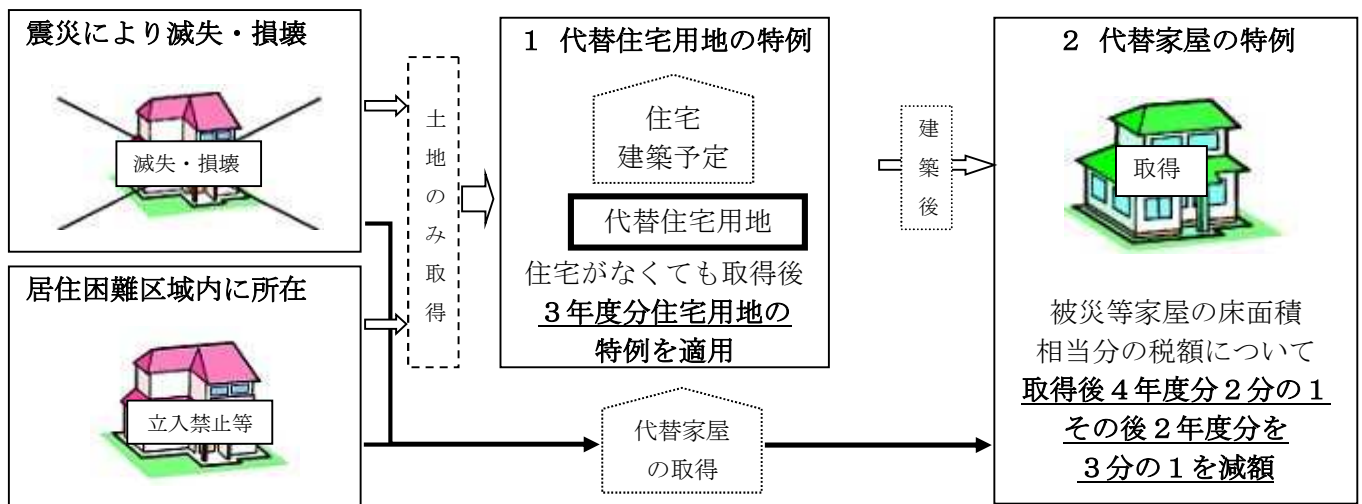 震災により滅失・損壊
滅失・損壊
居住困難区域内に所在
立入禁止等
土地のみ取得
1 代替住宅用地の特例
住宅
建築予定
代替住宅用地
住宅がなくても取得後
3年度分住宅用地の
特例を適用
代替家屋
の取得
建築後
2 代替家屋の特例
取得
被災等家屋の床面積
相当分の税額について
取得後4年度分2分の1
その後2年度分を
3分の1を減額